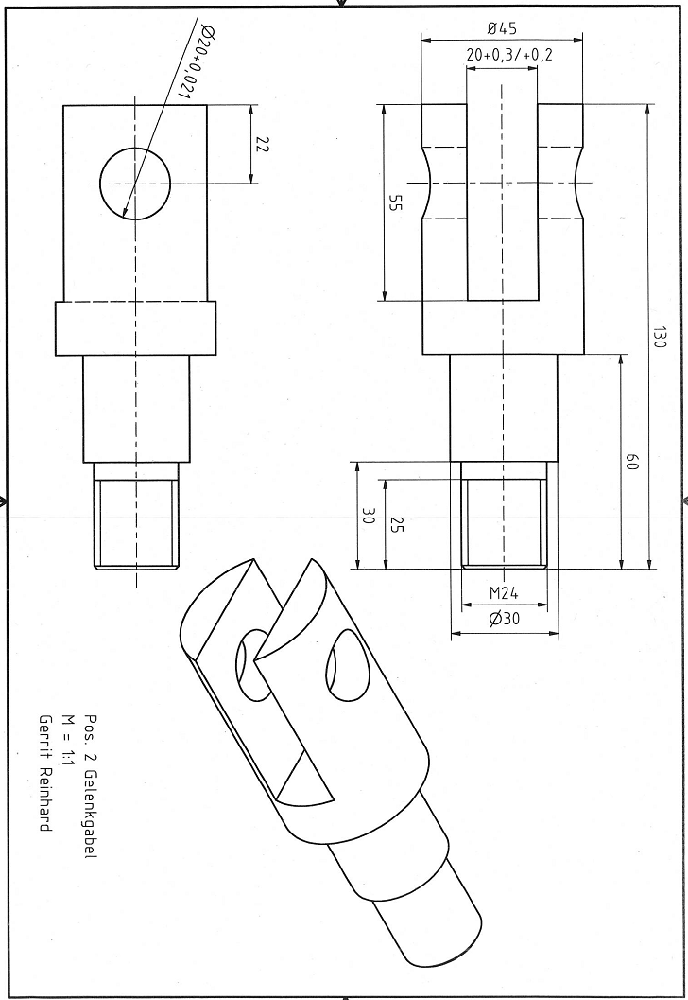 Ø45
20+0,3/+0,2
Ø20+0,021
22
55
130
60
30
25
M24
Ø30
Pos. 2 Gelenkgabel
M = 1:1
Gerrit Reinhard